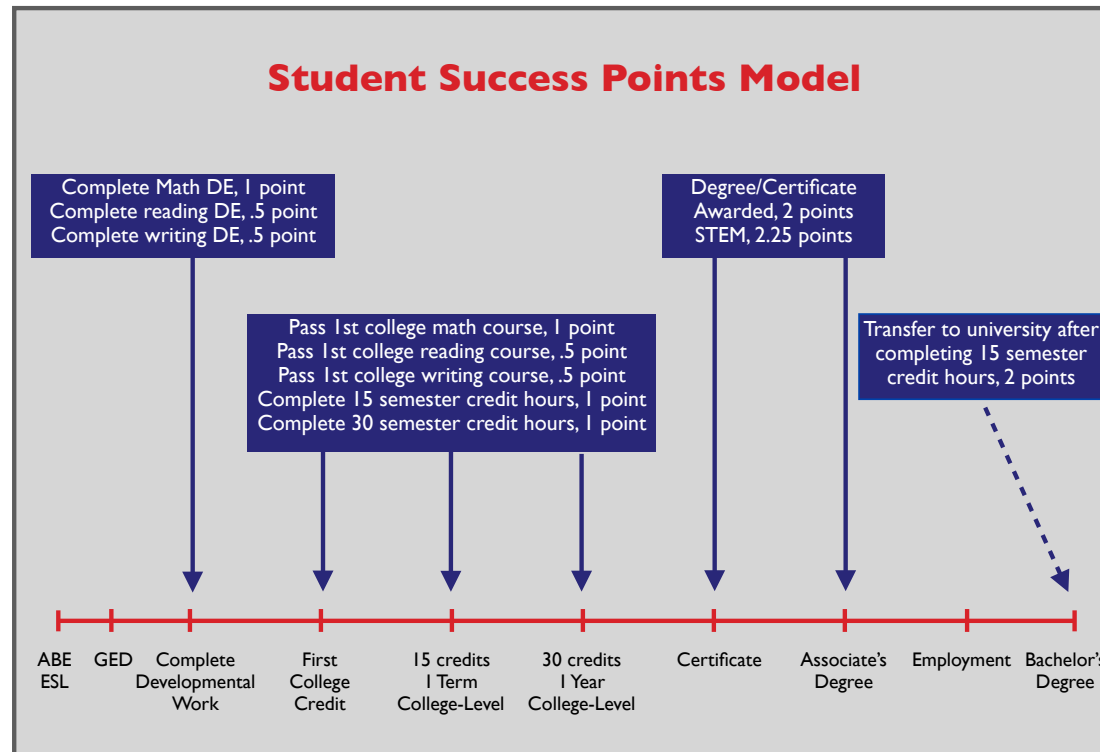 Student Success Points Model
Complete Math DE, 1 point
Complete reading DE, .5 point
Complete writing DE, .5 point
Degree/Certificate
Awarded, 2 points
STEM, 2.25 points
Pass 1st college math course, 1 point
Pass 1st college reading course, .5 point
Pass 1st college writing course, .5 point
Complete 15 semester credit hours, 1 point
Complete 30 semester credit hours, 1 point
Transfer to university after
completing 15 semester
credit hours, 2 points
ABE
ESL
GED
Complete
Developmental
Work
First
College
Credit
15 credits
1 Term
College-Level
30 credits
1 Year
College-Level
Certificate
Associate's
Degree
Employment
Bachelor's
Degree